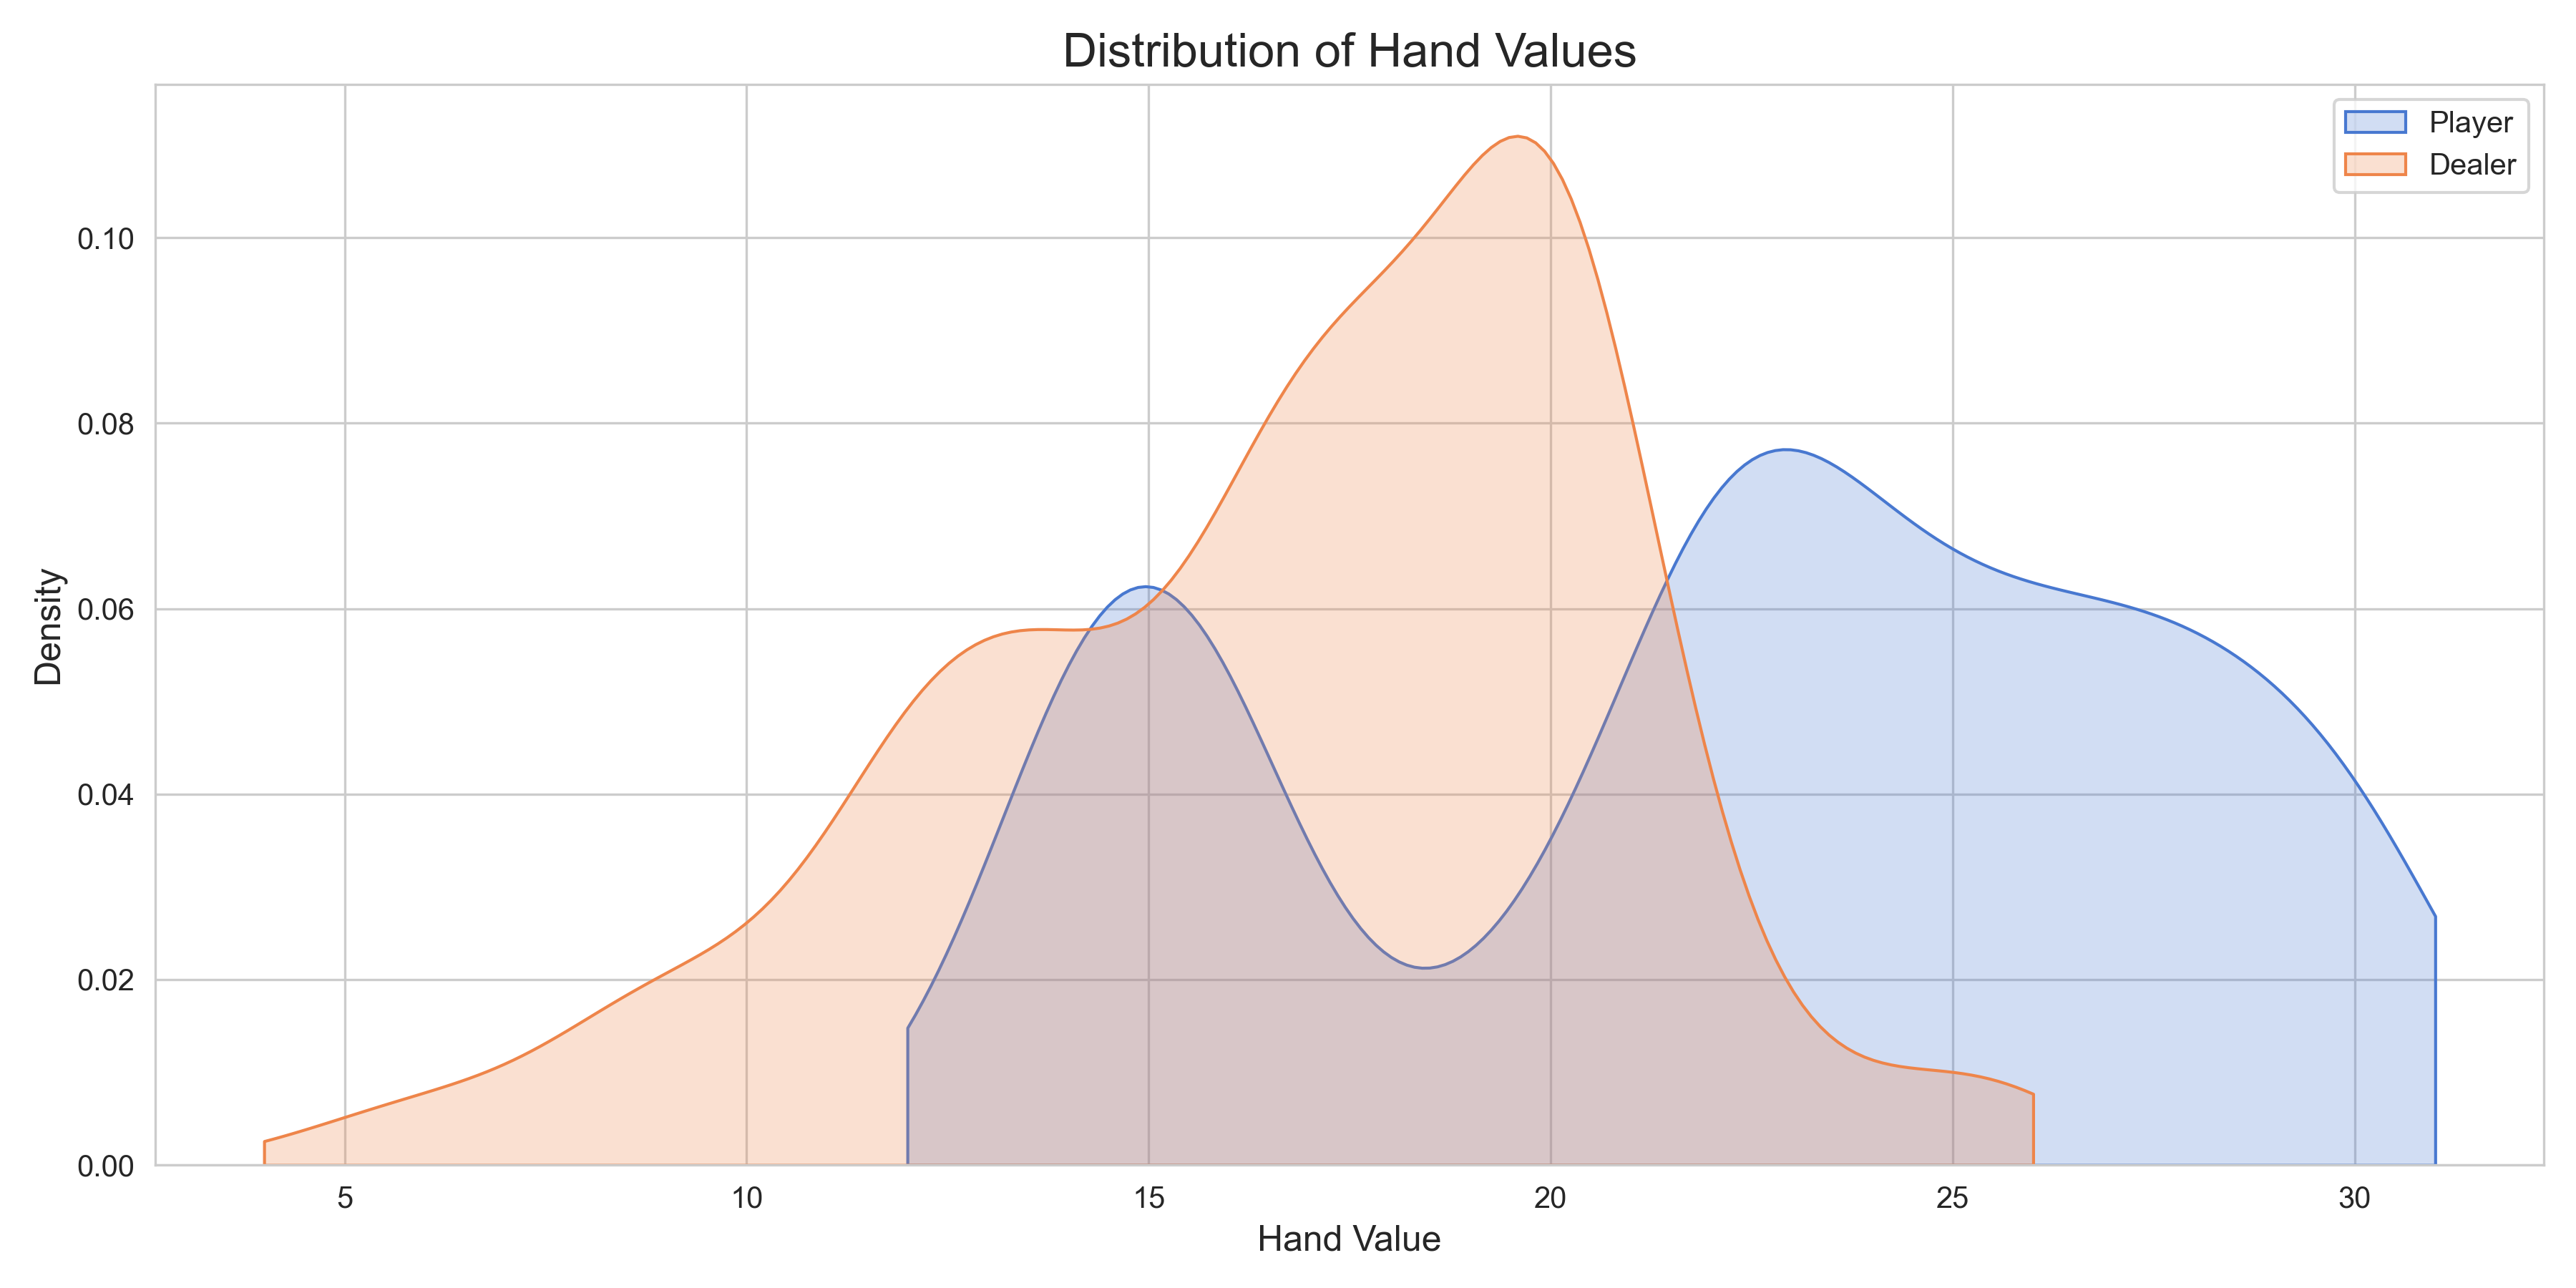 Distribution of Hand Values
Player
Dealer
Density
0.10
0.08
0.06
0.04
0.02
0.00
5 10 15 20 25 30
Hand Value